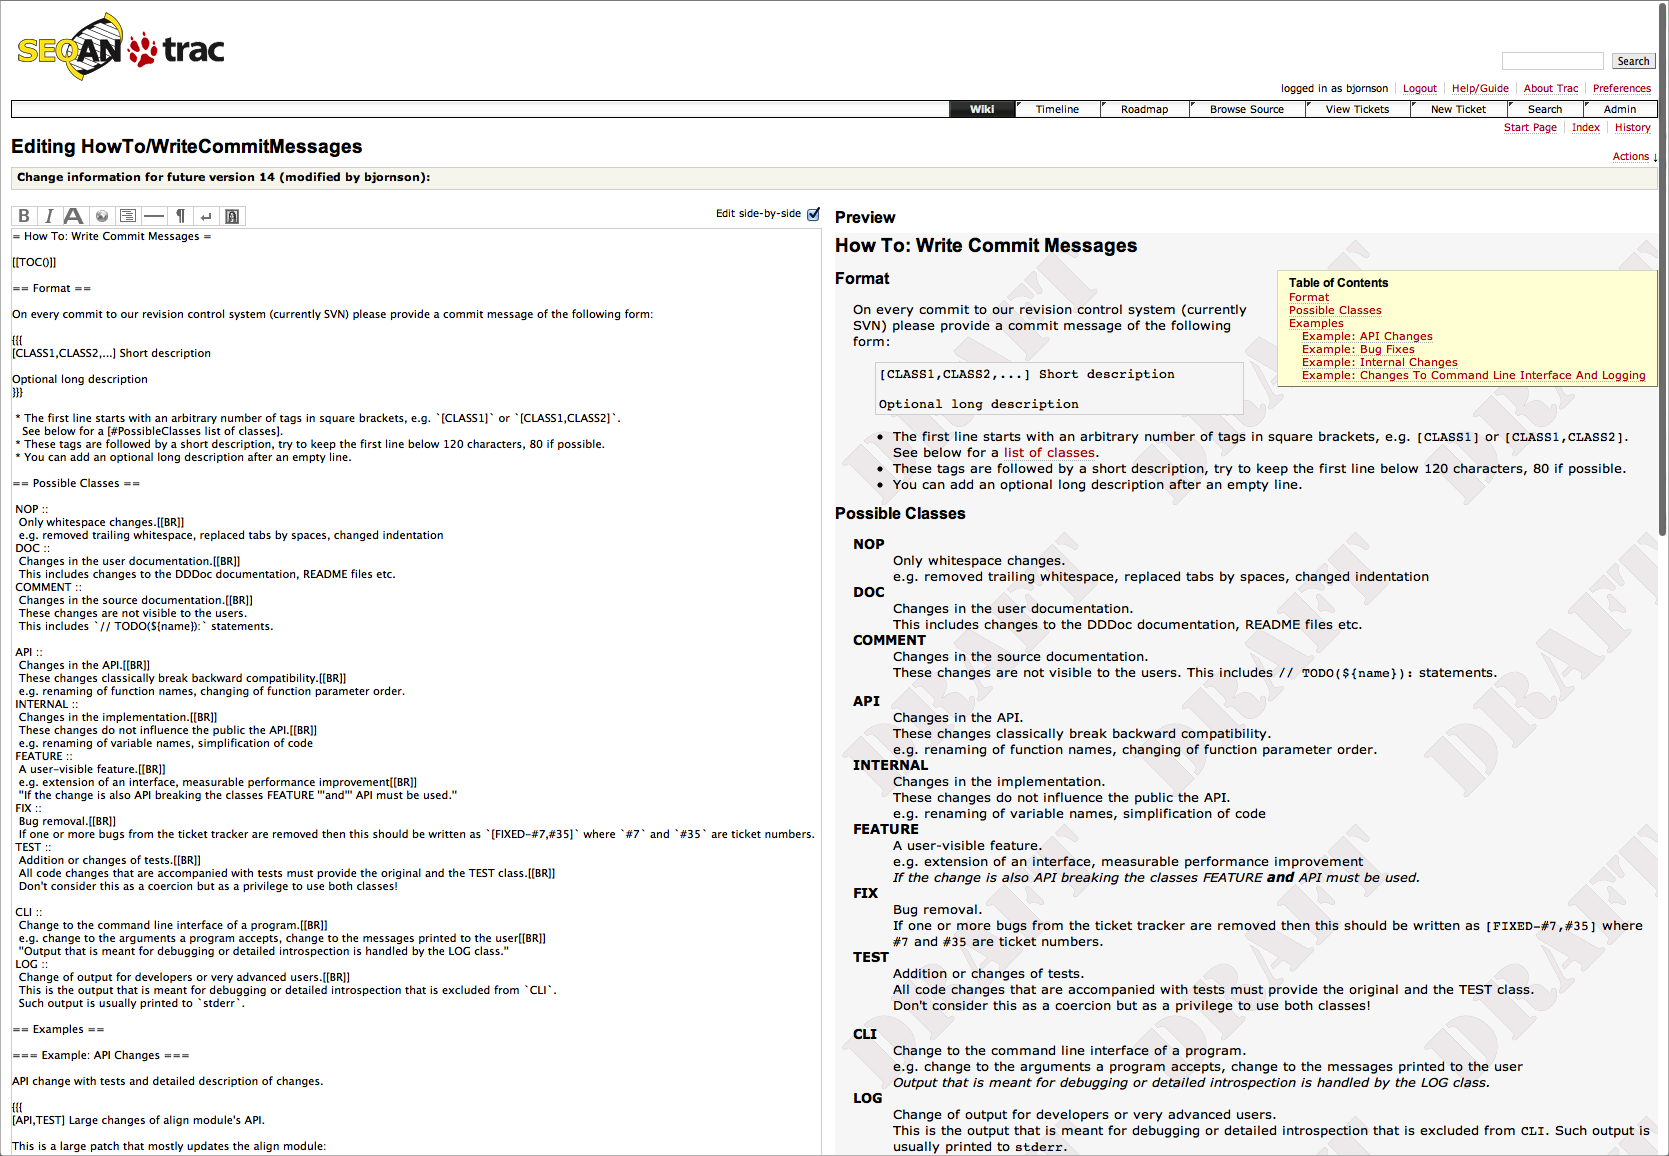 SEQAN trac
Search
logged in as bjornson Logout Help/Guide About Trac Preferences
Wiki Timeline Roadmap Browse Source View Tickets New Ticket Search Admin
Start Page Index History
Editing HowTo/WriteCommitMessages
Actions ↓
Change information for future version 14 (modified by bjornson):
B I A ¶ ↵
Edit side-by-side
= How To: Write Commit Messages =
[[TOC()]]
== Format ==
On every commit to our revision control system (currently SVN) please provide a commit message of the following form:
{{{
[CLASS1,CLASS2,...] Short description
Optional long description
}}}
* The first line starts with an arbitrary number of tags in square brackets, e.g. `[CLASS1]` or `[CLASS1,CLASS2]`.
See below for a [#PossibleClasses list of classes].
* These tags are followed by a short description, try to keep the first line below 120 characters, 80 if possible.
* You can add an optional long description after an empty line.
== Possible Classes ==
NOP ::
Only whitespace changes.[[BR]]
e.g. removed trailing whitespace, replaced tabs by spaces, changed indentation
DOC ::
Changes in the user documentation.[[BR]]
This includes changes to the DDDoc documentation, README files etc.
COMMENT ::
Changes in the source documentation.[[BR]]
These changes are not visible to the users.
This includes `// TODO(${name}):` statements.
API ::
Changes in the API.[[BR]]
These changes classically break backward compatibility.[[BR]]
e.g. renaming of function names, changing of function parameter order.
INTERNAL ::
Changes in the implementation.[[BR]]
These changes do not influence the public the API.[[BR]]
e.g. renaming of variable names, simplification of code
FEATURE ::
A user-visible feature.[[BR]]
e.g. extension of an interface, measurable performance improvement[[BR]]
''If the change is also API breaking the classes FEATURE '''and''' API must be used.''
FIX ::
Bug removal.[[BR]]
If one or more bugs from the ticket tracker are removed then this should be written as `[FIXED-#7,#35]` where `#7` and `#35` are ticket numbers.
TEST ::
Addition or changes of tests.[[BR]]
All code changes that are accompanied with tests must provide the original and the TEST class.[[BR]]
Don't consider this as a coercion but as a privilege to use both classes!
CLI ::
Change to the command line interface of a program.[[BR]]
e.g. change to the arguments a program accepts, change to the messages printed to the user[[BR]]
''Output that is meant for debugging or detailed introspection is handled by the LOG class.''
LOG ::
Change of output for developers or very advanced users.[[BR]]
This is the output that is meant for debugging or detailed introspection that is excluded from `CLI`.
Such output is usually printed to `stderr`.
== Examples ==
=== Example: API Changes ===
API change with tests and detailed description of changes.
{{{
[API,TEST] Large changes of align module's API.
This is a large patch that mostly updates the align module:
Preview
How To: Write Commit Messages
Table of Contents
Format
Possible Classes
Examples
Example: API Changes
Example: Bug Fixes
Example: Internal Changes
Example: Changes To Command Line Interface And Logging
Format
On every commit to our revision control system (currently
SVN) please provide a commit message of the following
form:
[CLASS1,CLASS2,...] Short description
Optional long description
• The first line starts with an arbitrary number of tags in square brackets, e.g. [CLASS1] or [CLASS1,CLASS2].
See below for a list of classes.
• These tags are followed by a short description, try to keep the first line below 120 characters, 80 if possible.
• You can add an optional long description after an empty line.
Possible Classes
NOP
Only whitespace changes.
e.g. removed trailing whitespace, replaced tabs by spaces, changed indentation
DOC
Changes in the user documentation.
This includes changes to the DDDoc documentation, README files etc.
COMMENT
Changes in the source documentation.
These changes are not visible to the users. This includes // TODO(${name}): statements.
API
Changes in the API.
These changes classically break backward compatibility.
e.g. renaming of function names, changing of function parameter order.
INTERNAL
Changes in the implementation.
These changes do not influence the public the API.
e.g. renaming of variable names, simplification of code
FEATURE
A user-visible feature.
e.g. extension of an interface, measurable performance improvement
If the change is also API breaking the classes FEATURE and API must be used.
FIX
Bug removal.
If one or more bugs from the ticket tracker are removed then this should be written as [FIXED-#7,#35] where
#7 and #35 are ticket numbers.
TEST
Addition or changes of tests.
All code changes that are accompanied with tests must provide the original and the TEST class.
Don't consider this as a coercion but as a privilege to use both classes!
CLI
Change to the command line interface of a program.
e.g. change to the arguments a program accepts, change to the messages printed to the user
Output that is meant for debugging or detailed introspection is handled by the LOG class.
LOG
Change of output for developers or very advanced users.
This is the output that is meant for debugging or detailed introspection that is excluded from CLI. Such output is
usually printed to stderr.
DRAFT
DRAFT
DRAFT
DRAFT
DRAFT
DRAFT
DRAFT
DRAFT
DRAFT